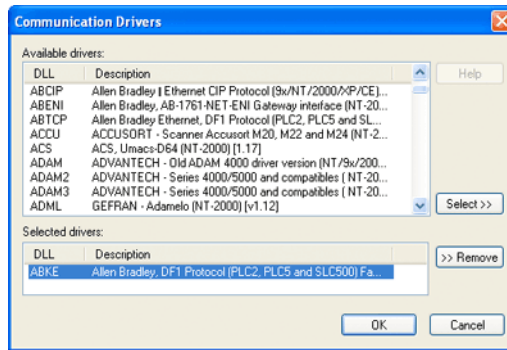 Communication Drivers
Available drivers:
DLL Description
ABCIP Allen Bradley | Ethernet CIP Protocol (9x/NT/2000/XP/CE)...
ABENI Allen Bradley, AB-1761-NET-ENI Gateway interface (NT-20...
ABTCP Allen Bradley Ethernet, DF1 Protocol (PLC2, PLC5 and SL...
ACCU ACCUSORT - Scanner Accusort M20, M22 and M24 (NT-2...
ACS ACS, Umacs-D64 (NT-2000) [1.17]
ADAM ADVANTECH - Old ADAM 4000 driver version (NT/9x/200...
ADAM2 ADVANTECH - Series 4000/5000 and compatibles ( NT-20...
ADAM3 ADVANTECH - Series 4000/5000 and compatibles ( NT-20...
ADML GEFRAN - Adamelo (NT-2000) [v1.12]
Help
Select >>
Selected drivers:
DLL Description
ABKE Allen Bradley, DF1 Protocol (PLC2, PLC5 and SLC500) Fa...
>> Remove
OK Cancel